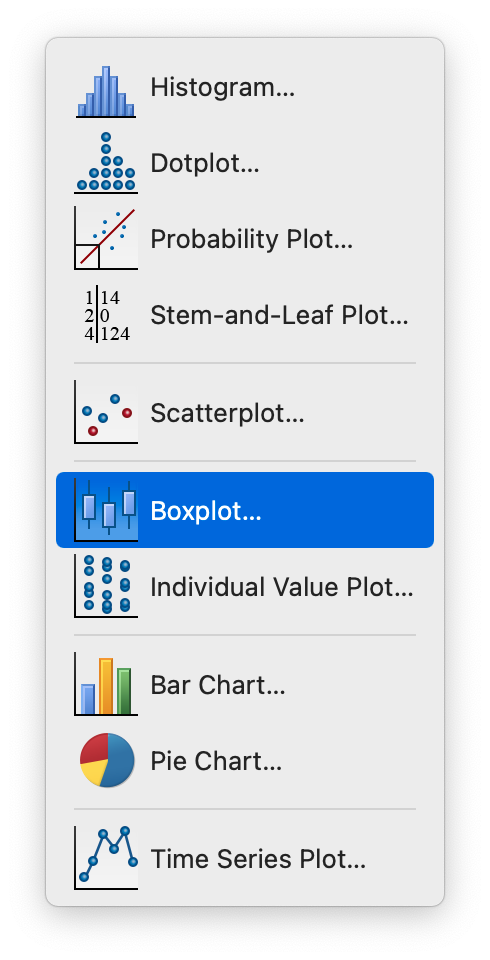 Histogram...
Dotplot...
Probability Plot...
1|14
2|0
4|124
Stem-and-Leaf Plot...
Scatterplot...
Boxplot...
Individual Value Plot...
Bar Chart...
Pie Chart...
Time Series Plot...